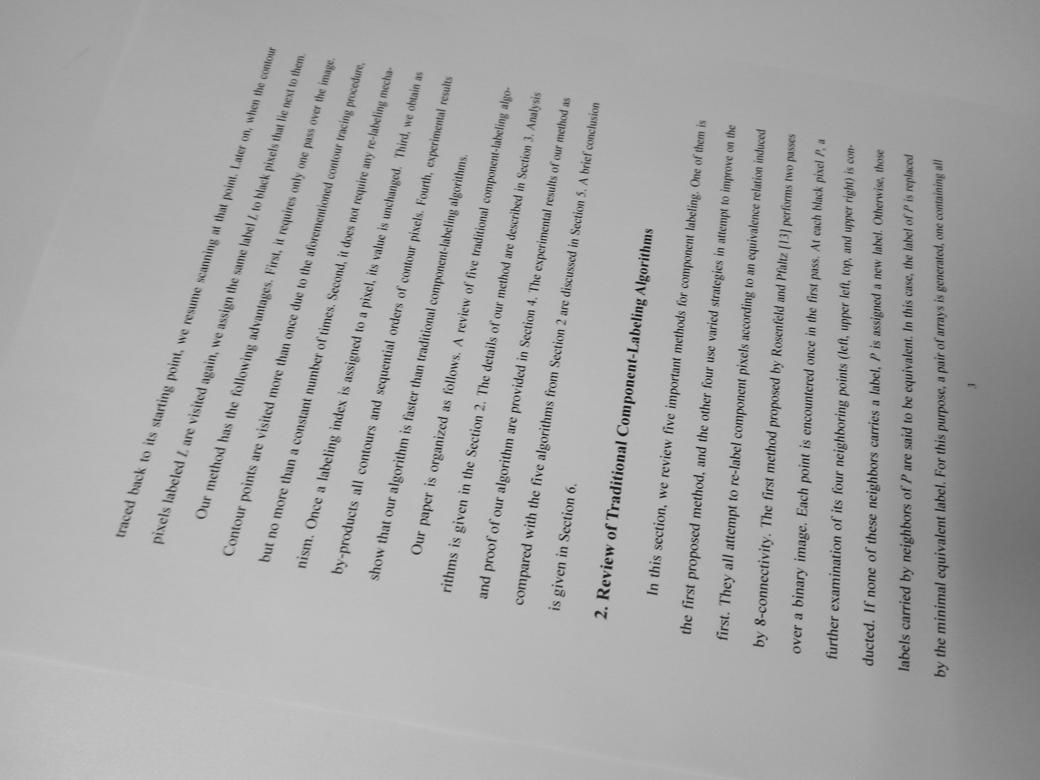 traced back to its starting point, we resume scanning at that point. Later on, when the contour
pixels labeled L are visited again, we assign the same label L to black pixels that lie next to them.
Our method has the following advantages. First, it requires only one pass over the image.
Contour points are visited more than once due to the aforementioned contour tracing procedure,
but no more than a constant number of times. Second, it does not require any re-labeling mecha-
nism. Once a labeling index is assigned to a pixel, its value is unchanged. Third, we obtain as
by-products all contours and sequential orders of contour pixels. Fourth, experimental results
show that our algorithm is faster than traditional component-labeling algorithms.
Our paper is organized as follows. A review of five traditional component-labeling algo-
rithms is given in the Section 2. The details of our method are described in Section 3. Analysis
and proof of our algorithm are provided in Section 4. The experimental results of our method as
compared with the five algorithms from Section 2 are discussed in Section 5. A brief conclusion
is given in Section 6.
2. Review of Traditional Component-Labeling Algorithms
In this section, we review five important methods for component labeling. One of them is
the first proposed method, and the other four use varied strategies in attempt to improve on the
first. They all attempt to re-label component pixels according to an equivalence relation induced
by 8-connectivity. The first method proposed by Rosenfeld and Pfaltz [13] performs two passes
over a binary image. Each point is encountered once in the first pass. At each black pixel P, a
further examination of its four neighboring points (left, upper left, top, and upper right) is con-
ducted. If none of these neighbors carries a label, P is assigned a new label. Otherwise, those
labels carried by neighbors of P are said to be equivalent. In this case, the label of P is replaced
by the minimal equivalent label. For this purpose, a pair of arrays is generated, one containing all
3